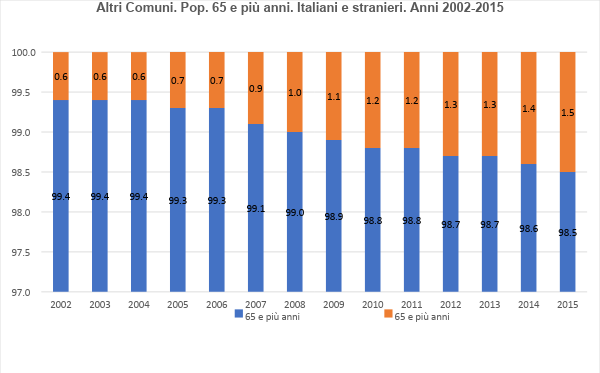 Altri Comuni. Pop. 65 e più anni. Italiani e stranieri. Anni 2002-2015
100.0
99.5
99.0
98.5
98.0
97.5
97.0
0.6 0.6 0.6 0.7 0.7 0.9 1.0 1.1 1.2 1.2 1.3 1.3 1.4 1.5
99.4 99.4 99.4 99.3 99.3 99.1 99.0 98.9 98.8 98.8 98.7 98.7 98.6 98.5
2002 2003 2004 2005 2006 2007 2008 2009 2010 2011 2012 2013 2014 2015
65 e più anni 65 e più anni